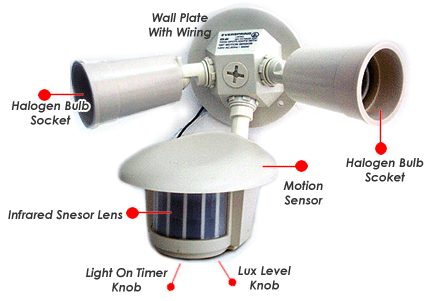 Wall Plate
With Wiring
EVERSPRING
Halogen Bulb
Socket
Halogen Bulb
Scoket
Motion
Sensor
Infrared Snesor Lens
Light On Timer
Knob
Lux Level
Knob